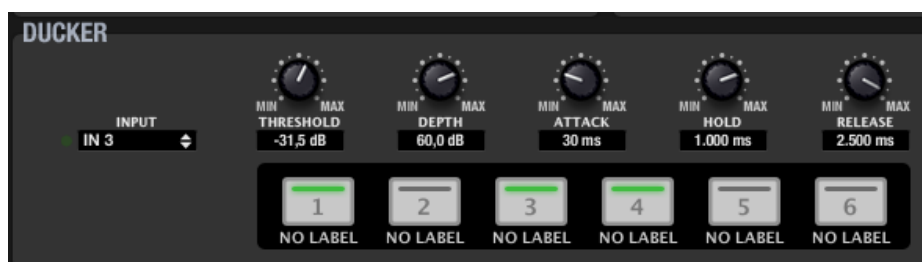 DUCKER
MIN MAX MIN MAX MIN MAX MIN MAX MIN MAX
INPUT THRESHOLD DEPTH ATTACK HOLD RELEASE
IN 3 -31,5 dB 60,0 dB 30 ms 1.000 ms 2.500 ms
1 2 3 4 5 6
NO LABEL NO LABEL NO LABEL NO LABEL NO LABEL NO LABEL